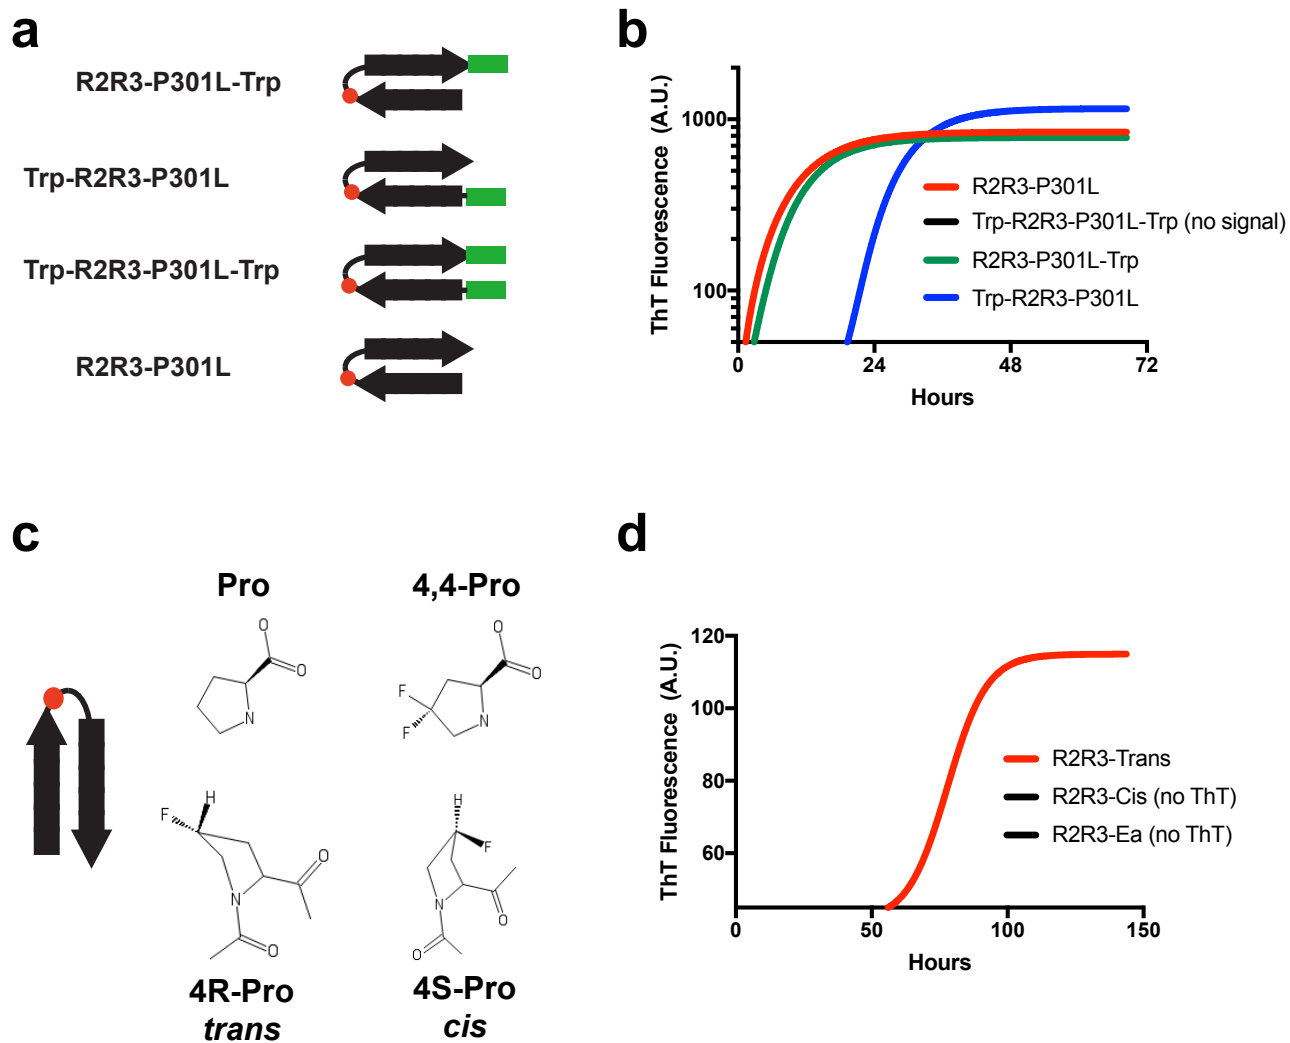 a
R2R3-P301L-Trp
Trp-R2R3-P301L
Trp-R2R3-P301L-Trp
R2R3-P301L
b
ThT Fluorescence (A.U.)
1000
100
0
24
48
72
Hours
R2R3-P301L
Trp-R2R3-P301L-Trp (no signal)
R2R3-P301L-Trp
Trp-R2R3-P301L
c
Pro
O
O
N
4,4-Pro
O
O
F
F
N
H
F
O
N
O
4R-Pro
trans
H
F
N
O
O
4S-Pro
cis
d
ThT Fluorescence (A.U.)
120
100
80
60
0
50
100
150
Hours
R2R3-Trans
R2R3-Cis (no ThT)
R2R3-Ea (no ThT)